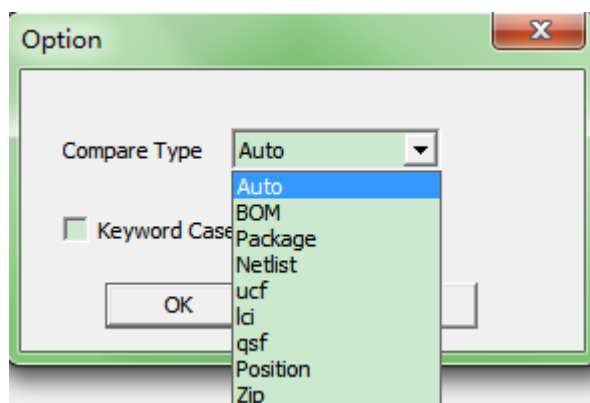 Option
Compare Type Auto
Auto
BOM
Keyword Case
Package
Netlist
ucf
OK
lci
qsf
Position
Zip